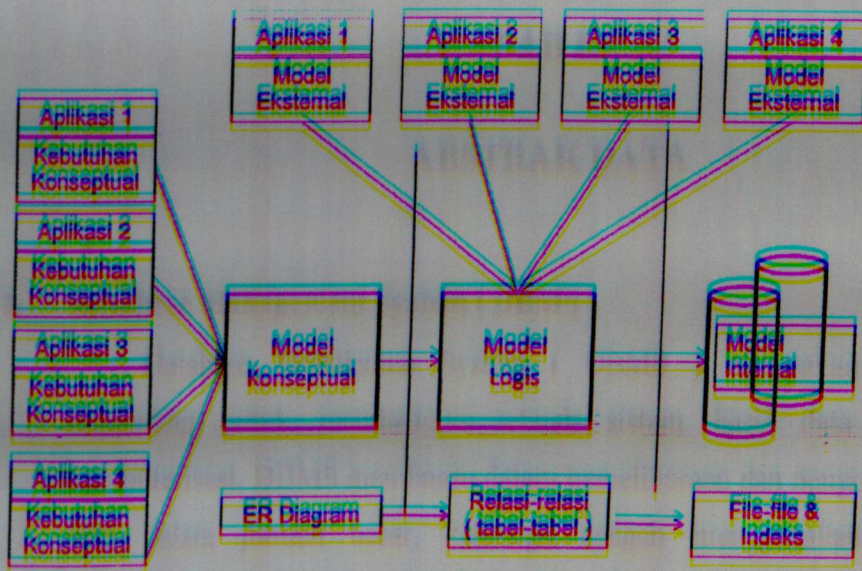 Aplikasi 1
Model
Eksternal
Aplikasi 2
Model
Eksternal
Aplikasi 3
Model
Eksternal
Aplikasi 4
Model
Eksternal
Aplikasi 1
Kebutuhan
Konseptual
Aplikasi 2
Kebutuhan
Konseptual
Aplikasi 3
Kebutuhan
Konseptual
Aplikasi 4
Kebutuhan
Konseptual
Model
Konseptual
Model
Logis
Model
Internal
ER Diagram
Relasi-relasi
( tabel-tabel )
File-file &
Indeks